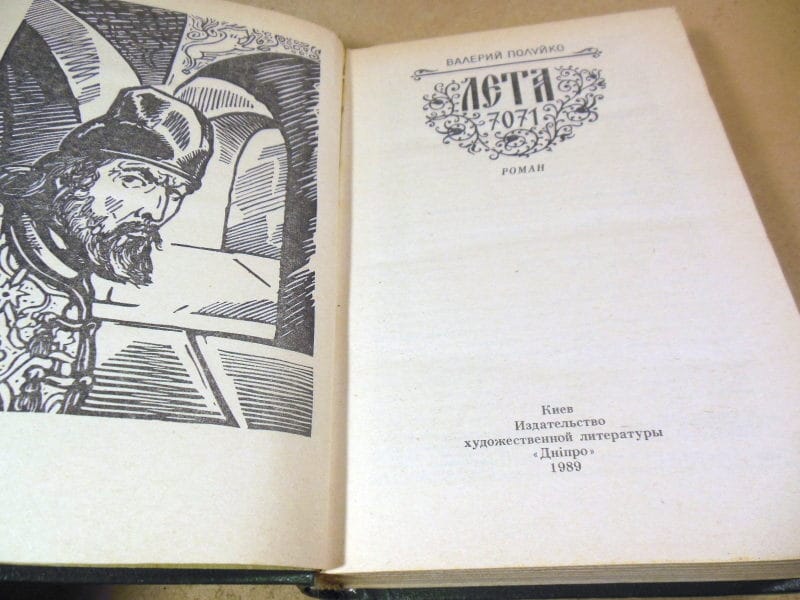 ВАЛЕРИЙ ПОЛУЙКО
ЛЕТА
7071
РОМАН
Киев
Издательство
художественной литературы
«Дніпро»
1989